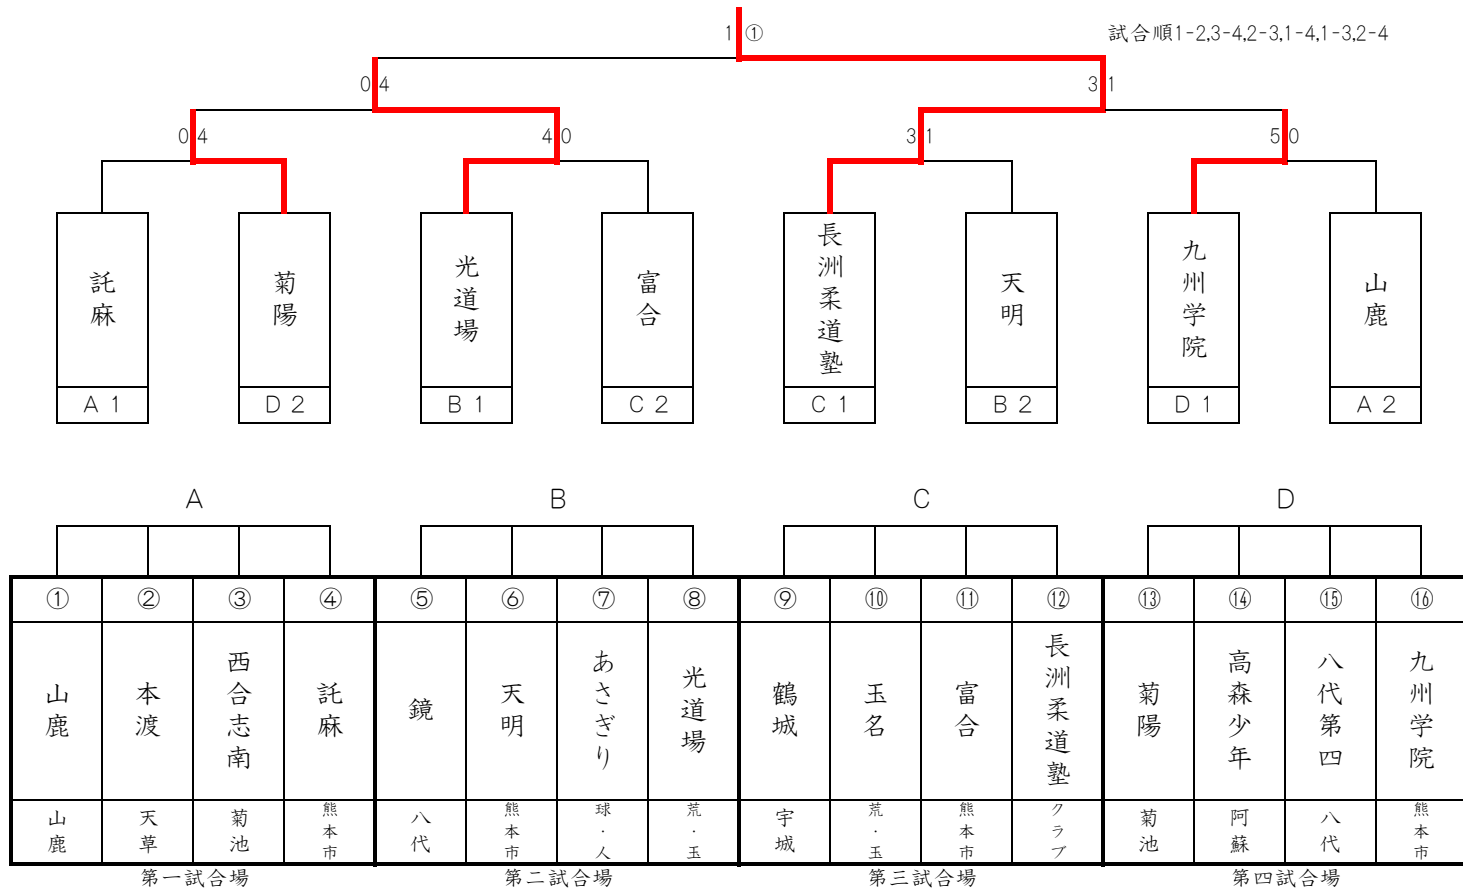 1 ① 試合順1-2,3-4,2-3,1-4,1-3,2-4
0 4 3 1
0 4 4 0 3 1 5 0
託麻 菊陽 光道場 富合 長洲柔道塾 天明 九州学院 山鹿
A1 D2 B1 C2 C1 B2 D1 A2
A B C D
① ② ③ ④ ⑤ ⑥ ⑦ ⑧ ⑨ ⑩ ⑪ ⑫ ⑬ ⑭ ⑮ ⑯
山鹿 本渡 西合志南 託麻 鏡 天明 あさぎり 光道場 鶴城 玉名 富合 長洲柔道塾 菊陽 高森少年 八代第四 九州学院
山鹿 天草 菊池 熊本市 八代 熊本市 球・人 荒・玉 宇城 荒・玉 熊本市 クラブ 菊池 阿蘇 八代 熊本市
第一試合場 第二試合場 第三試合場 第四試合場